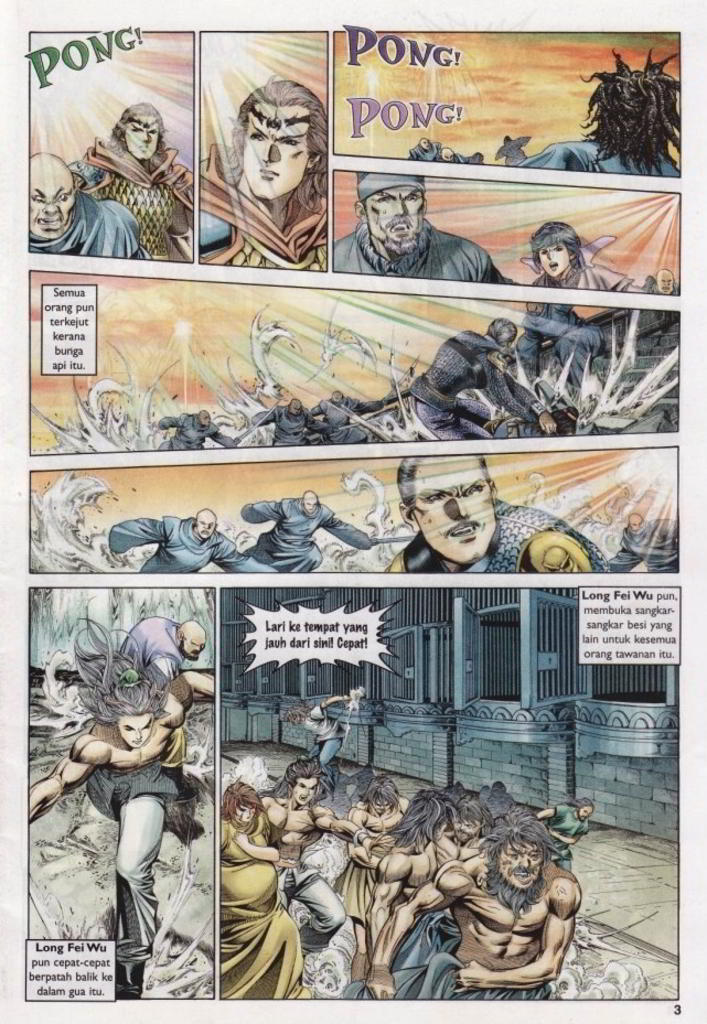 PONG!
PONG!
PONG!
Semua
orang pun
terkejut
kerana
bunga
api itu.
Long Fei Wu
pun cepat-cepat
berpatah balik ke
dalam gua itu.
Lari ke tempat yang
jauh dari sini! Cepat!
Long Fei Wu pun,
membuka sangkar-
sangkar besi yang
lain untuk kesemua
orang tawanan itu.
3